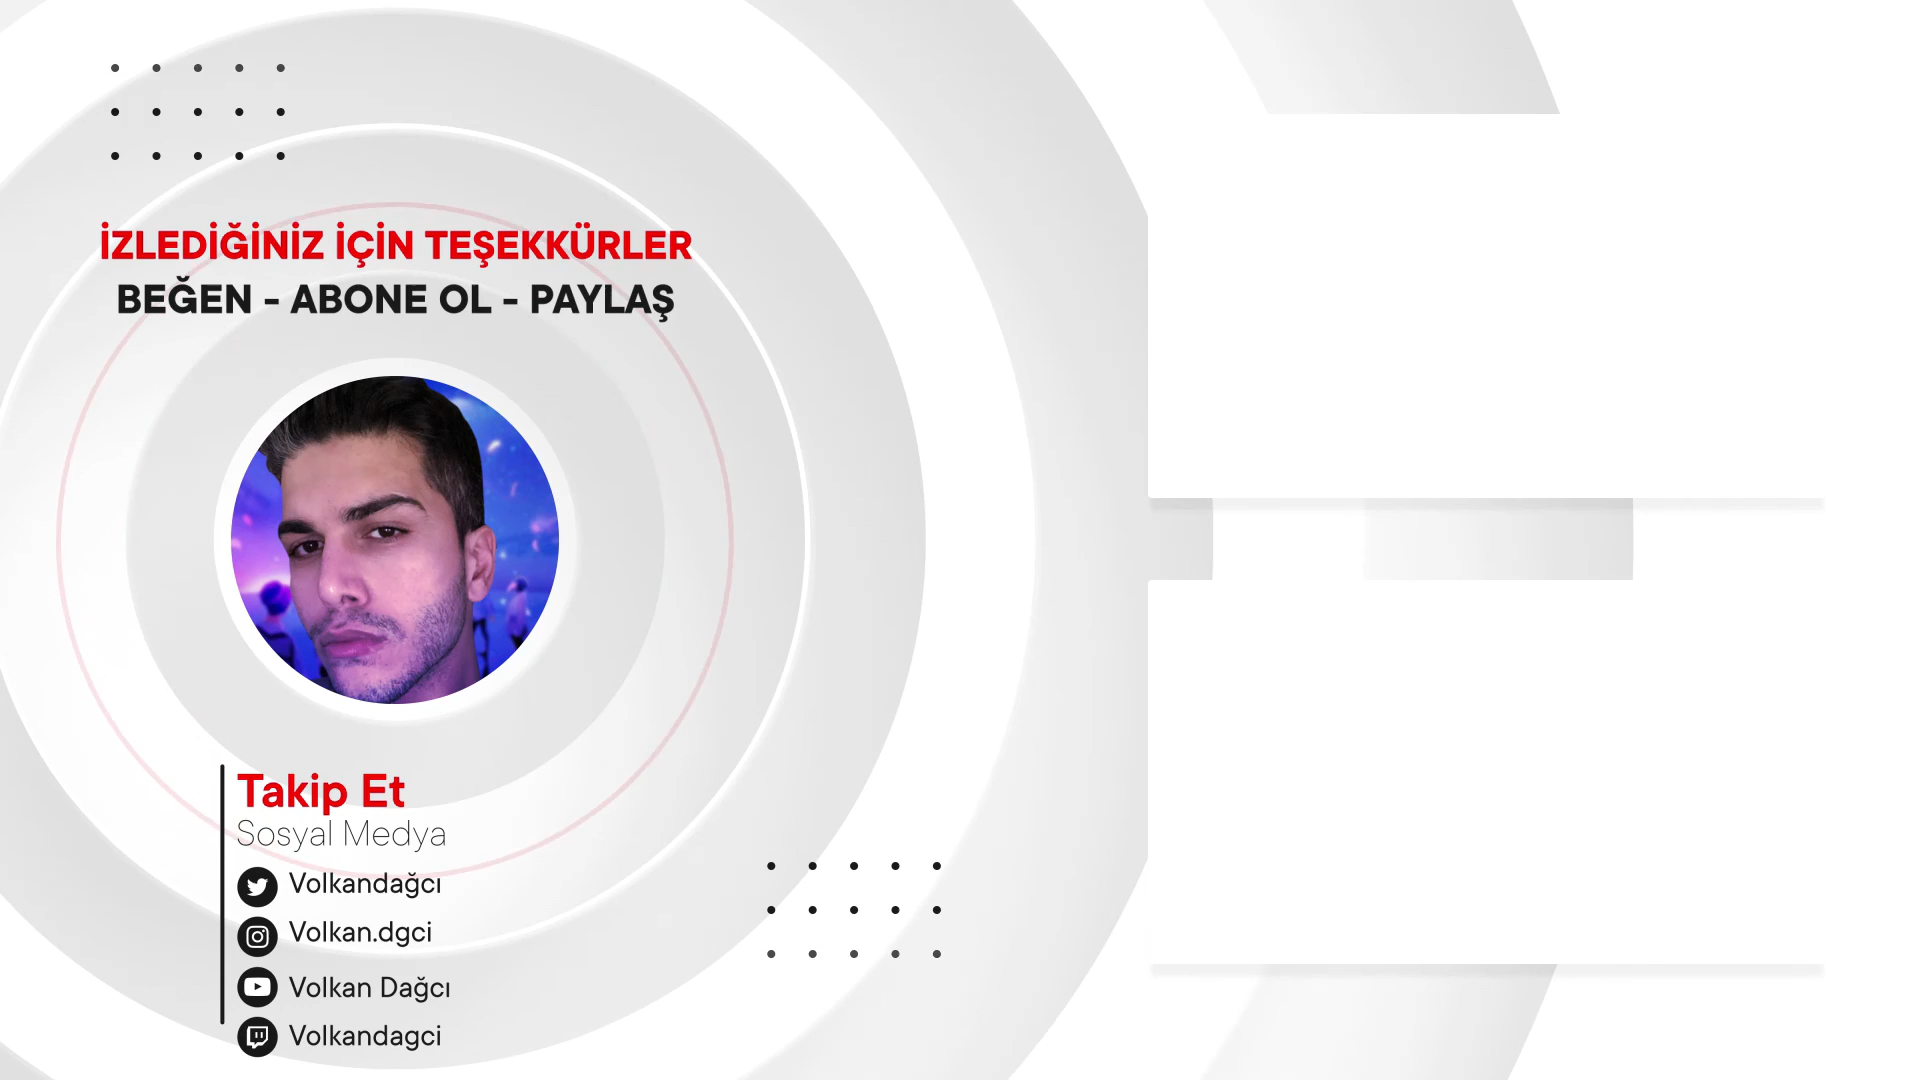 İZLEDİĞİNİZ İÇİN TEŞEKKÜRLER
BEĞEN - ABONE OL - PAYLAŞ
Takip Et
Sosyal Medya
Volkandağcı
Volkan.dgci
Volkan Dağcı
Volkandagci